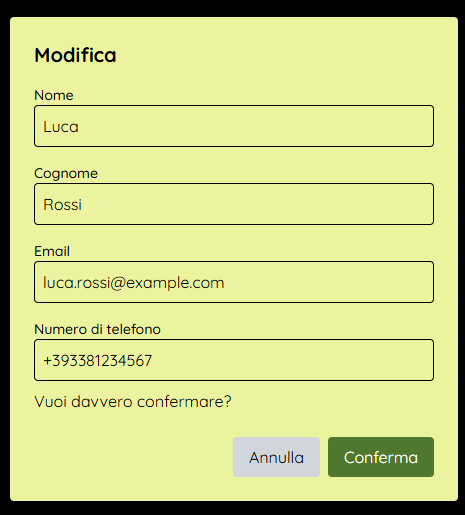 Modifica
Nome
Luca
Cognome
Rossi
Email
luca.rossi@example.com
Numero di telefono
+393381234567
Vuoi davvero confermare?
Annulla
Conferma